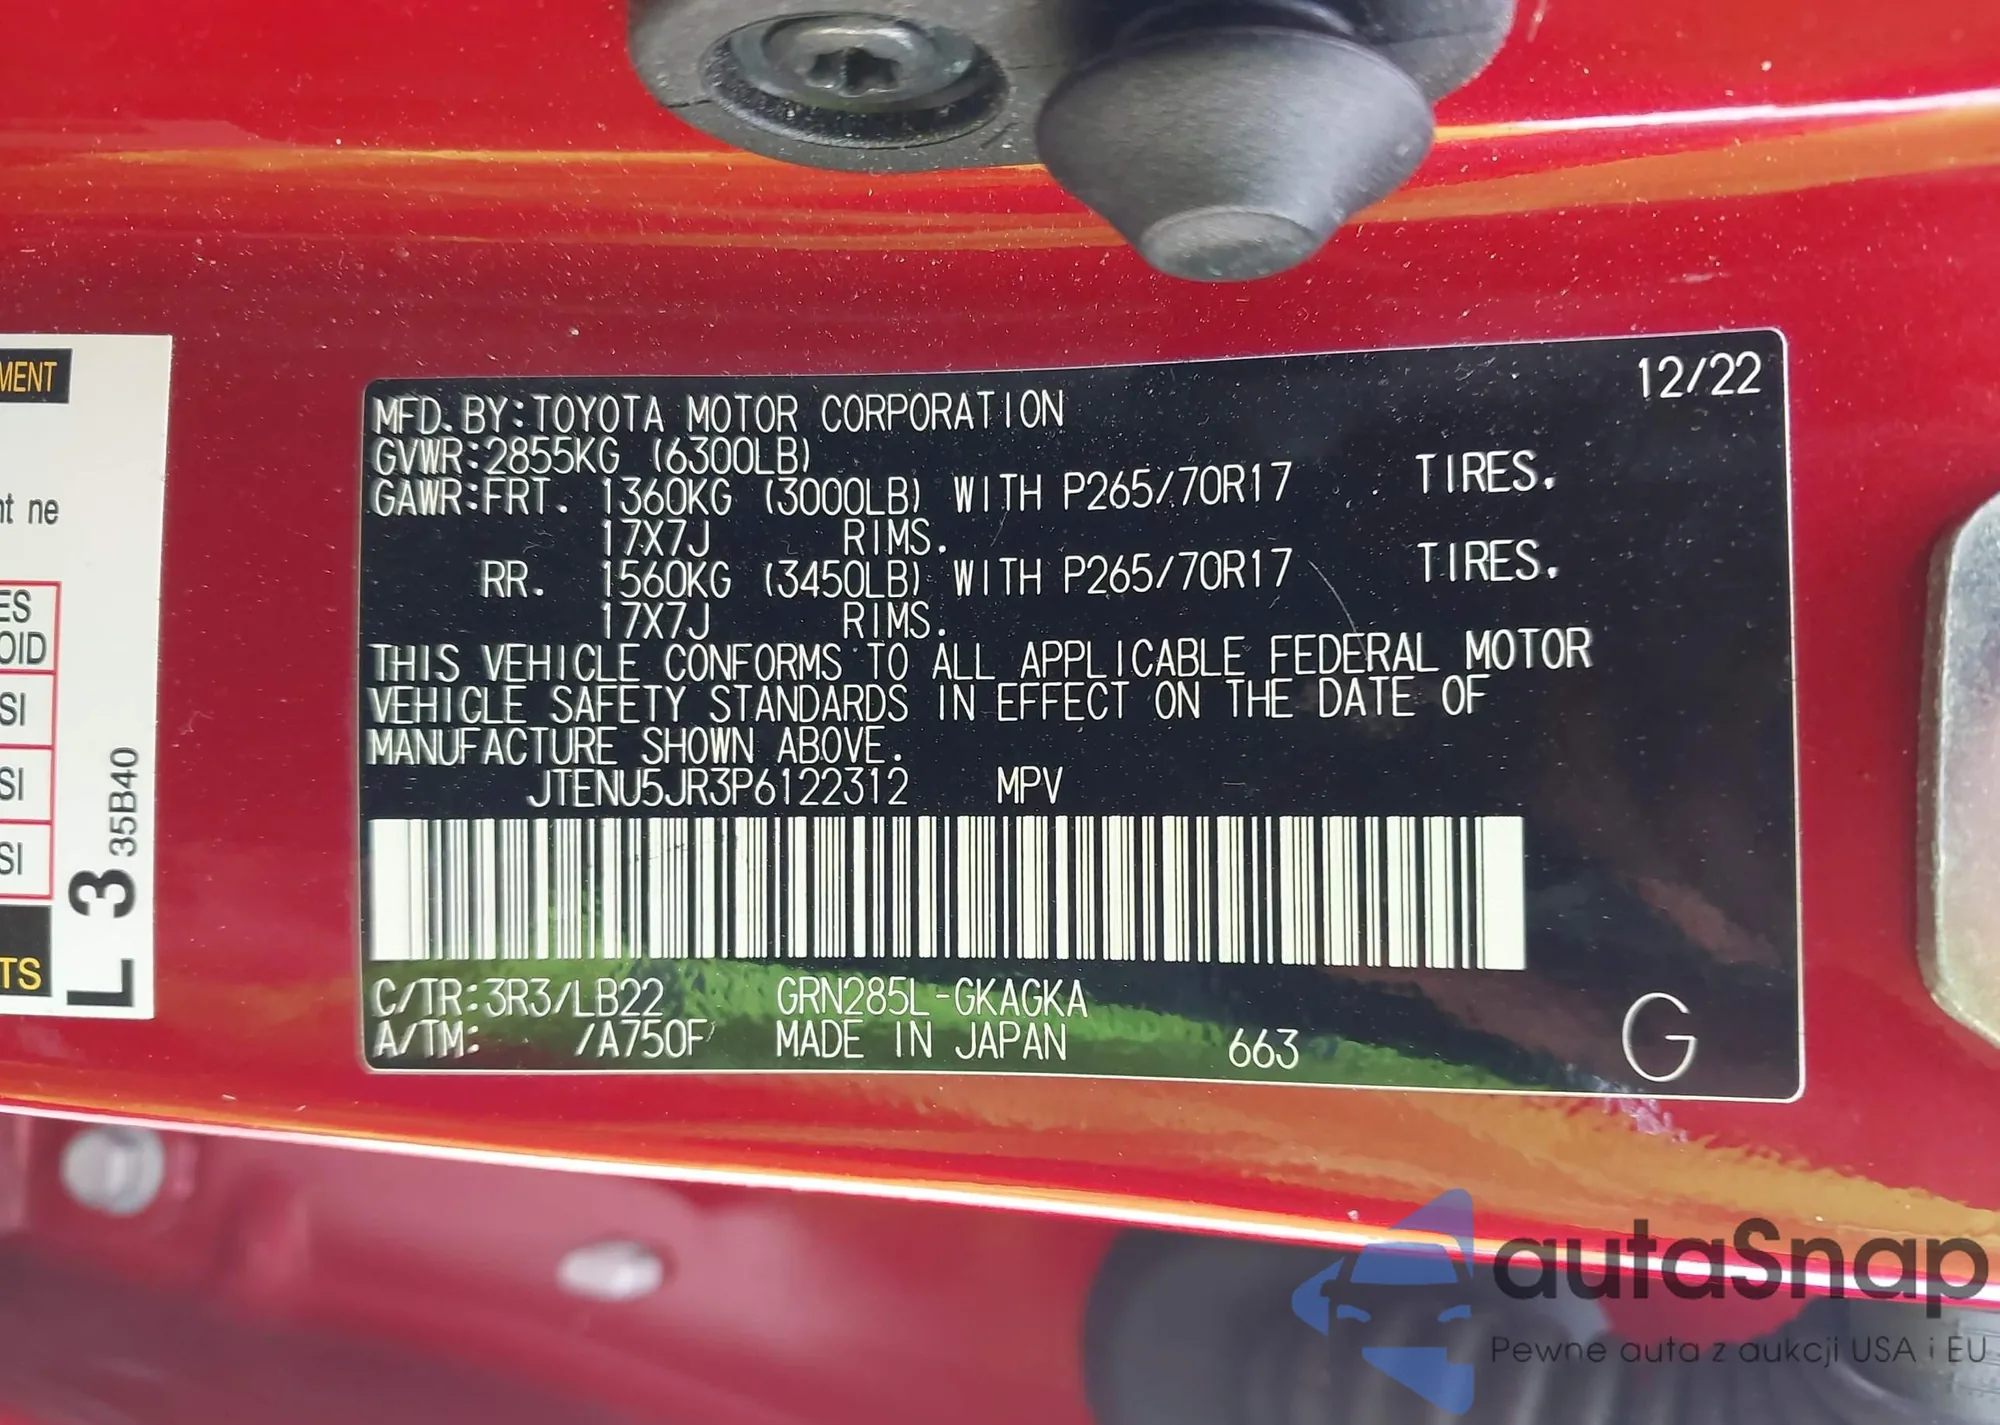 12/22
MFD. BY:TOYOTA MOTOR CORPORATION
GVWR:2855KG (6300LB)
GAWR:FRT. 1360KG (3000LB) WITH P265/70R17 TIRES.
17X7J RIMS.
RR. 1560KG (3450LB) WITH P265/70R17 TIRES.
17X7J RIMS.
THIS VEHICLE CONFORMS TO ALL APPLICABLE FEDERAL MOTOR
VEHICLE SAFETY STANDARDS IN EFFECT ON THE DATE OF
MANUFACTURE SHOWN ABOVE.
JTENU5JR3P6122312 MPV
C/TR:3R3/LB22 GRN285L-GKAGKA
A/TM: /A750F MADE IN JAPAN 663 G
MENT
nt ne
ES
OID
SI
SI
SI
TS
L 3 35B40
autaSnap
Pewne auta z aukcji USA i EU